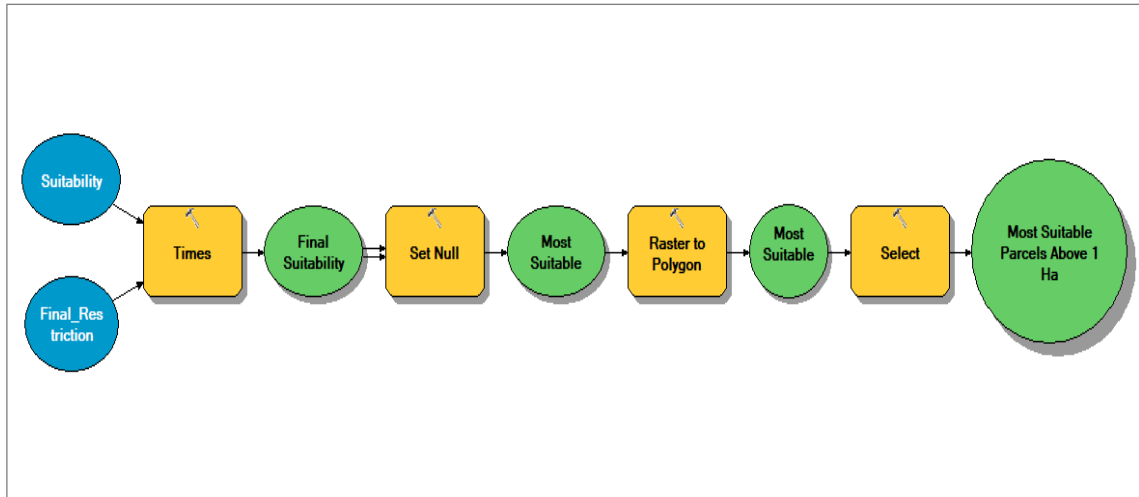 Suitability
Final_Res
triction
Times
Final
Suitability
Set Null
Most
Suitable
Raster to
Polygon
Most
Suitable
Select
Most Suitable
Parcels Above 1
Ha